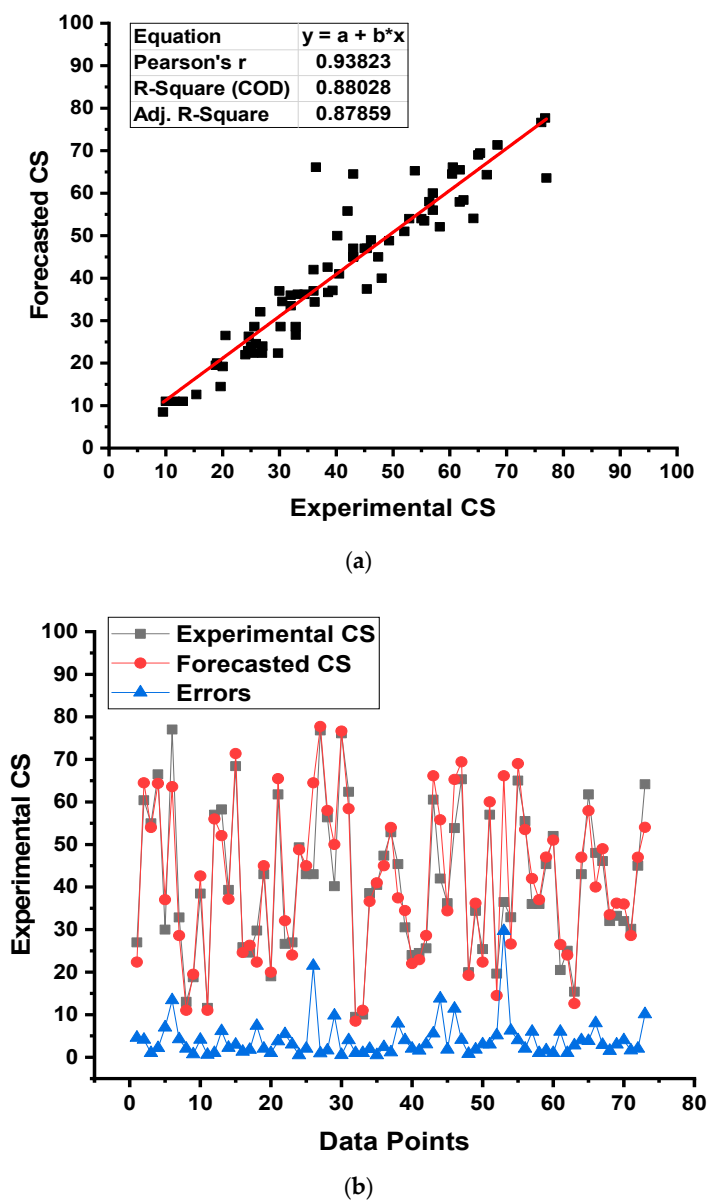 100
90
80
70
60
50
40
30
20
10
0
Forecasted CS
Equation y = a + b*x
Pearson's r 0.93823
R-Square (COD) 0.88028
Adj. R-Square 0.87859
0 10 20 30 40 50 60 70 80 90 100
Experimental CS
(a)
100
90
80
70
60
50
40
30
20
10
0
Experimental CS
Experimental CS
Forecasted CS
Errors
0 10 20 30 40 50 60 70 80
Data Points
(b)